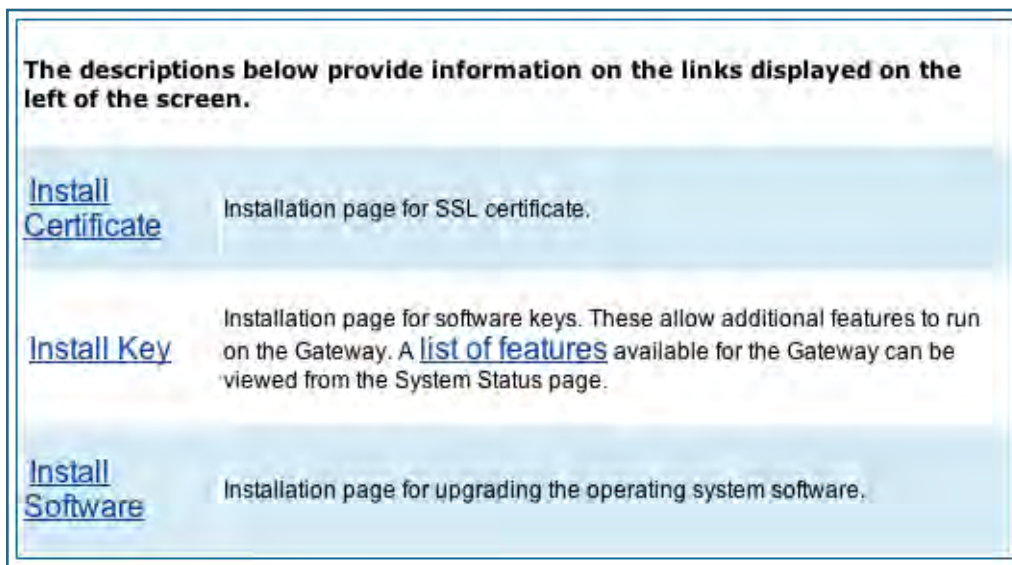 The descriptions below provide information on the links displayed on the
left of the screen.
Install
Certificate
Installation page for SSL certificate.
Install Key
Installation page for software keys. These allow additional features to run
on the Gateway. A list of features available for the Gateway can be
viewed from the System Status page.
Install
Software
Installation page for upgrading the operating system software.